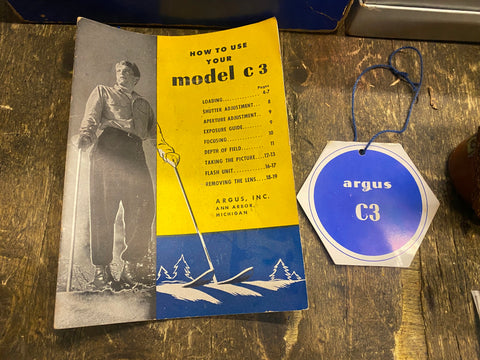 HOW TO USE
YOUR
model c3
Pages
LOADING............... 6-7
SHUTTER ADJUSTMENT... 8
APERTURE ADJUSTMENT... 9
EXPOSURE GUIDE........ 9
FOCUSING............. 10
DEPTH OF FIELD........ 11
TAKING THE PICTURE....12-13
FLASH UNIT............16-17
REMOVING THE LENS....18-19
ARGUS, INC.
ANN ARBOR,
MICHIGAN
argus
C3